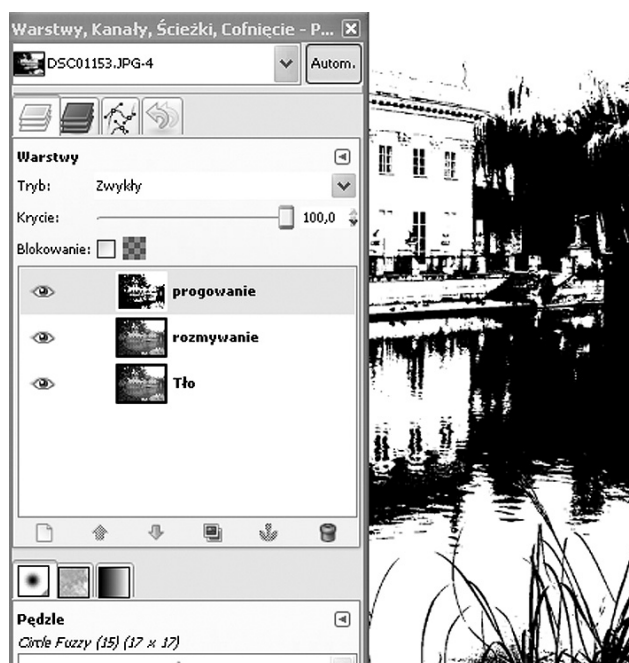 Warstwy, Kanały, Ścieżki, Cofnięcie - P...
DSC01153.JPG-4
Autom.
Warstwy
Tryb: Zwykły
Krycie: 100,0
Blokowanie:
progowanie
rozmywanie
Tło
Pędzle
Circle Fuzzy (15) (17 x 17)